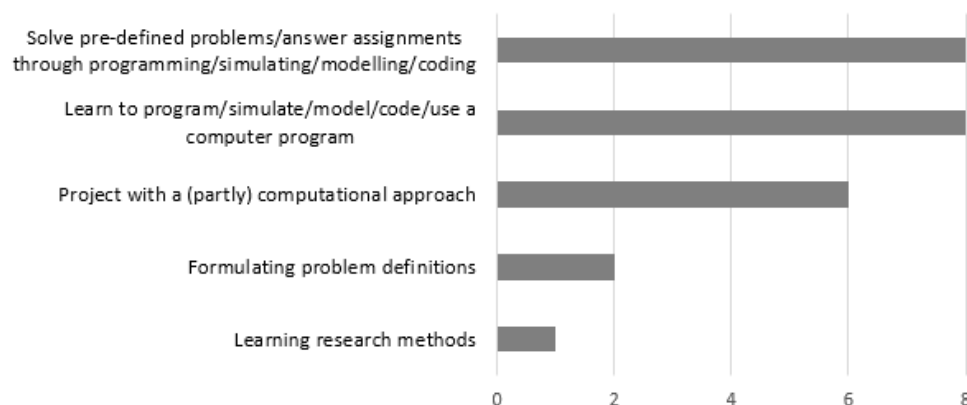 Solve pre-defined problems/answer assignments
through programming/simulating/modelling/coding
Learn to program/simulate/model/code/use a
computer program
Project with a (partly) computational approach
Formulating problem definitions
Learning research methods
0 2 4 6 8